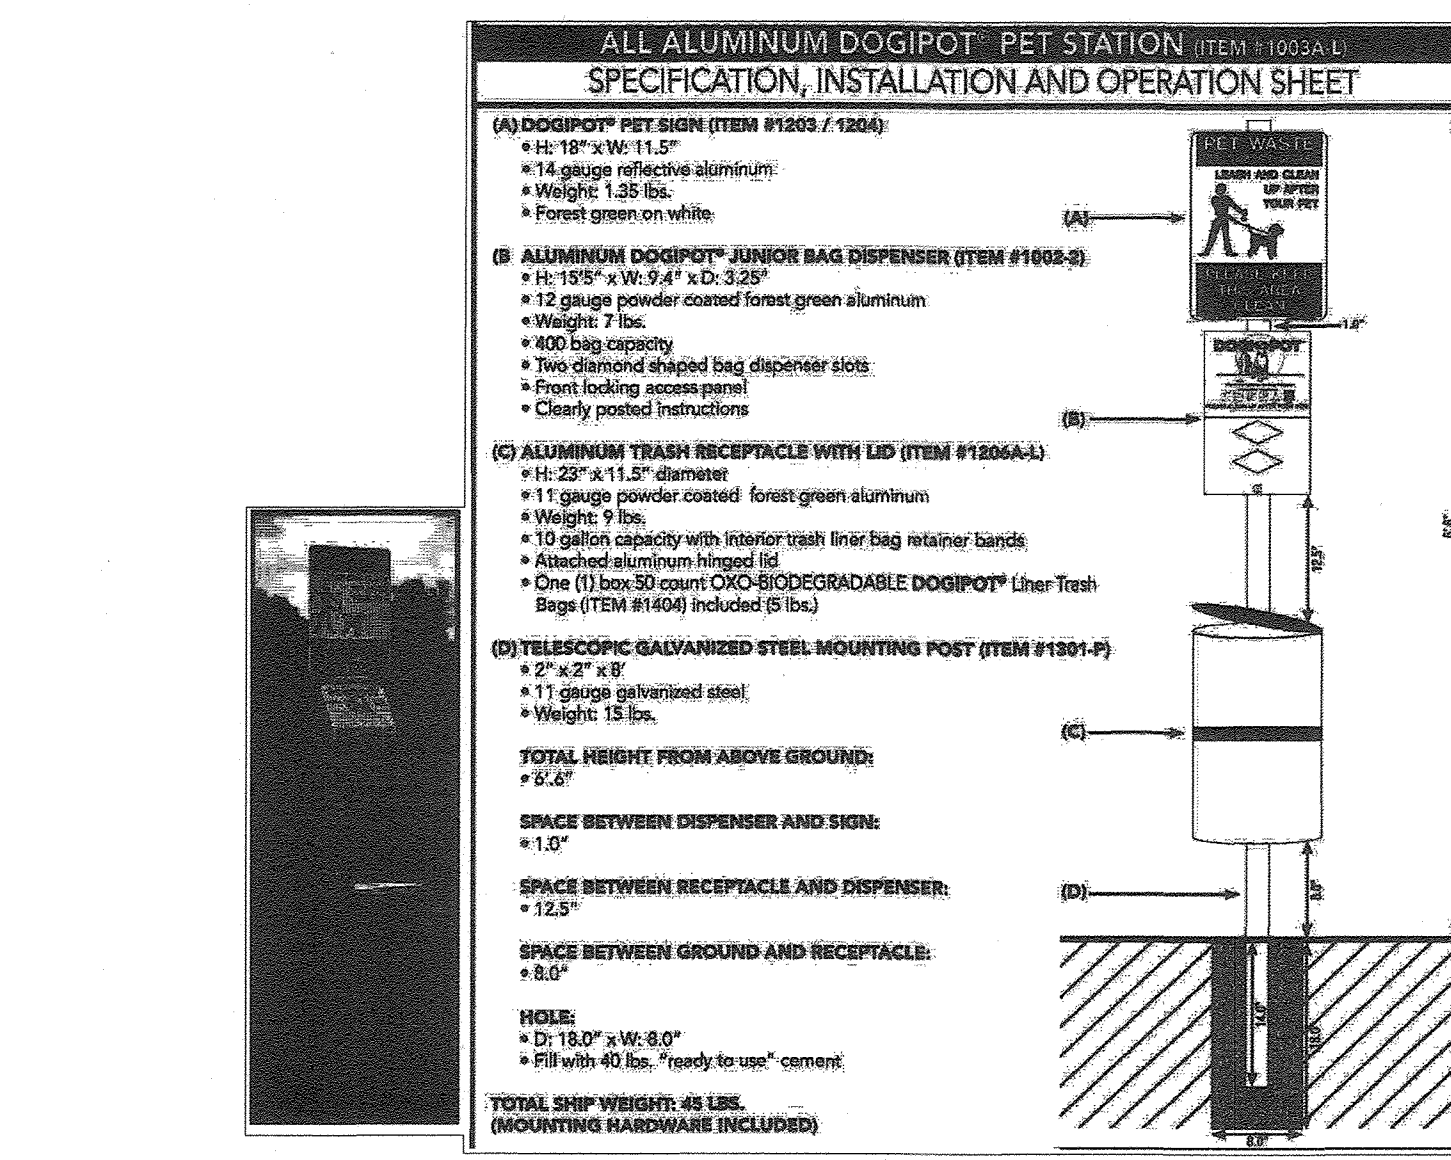 ALL ALUMINUM DOGIPOT® PET STATION (ITEM #1003A-L)
SPECIFICATION, INSTALLATION AND OPERATION SHEET
(A) DOGIPOT® PET SIGN (ITEM #1203 / 1204)
• H: 18" x W: 11.5"
• 14 gauge reflective aluminum
• Weight: 1.35 lbs.
• Forest green on white
(B ALUMINUM DOGIPOT® JUNIOR BAG DISPENSER (ITEM #1002-2)
• H: 15'5" x W: 9.4" x D: 3.25"
• 12 gauge powder coated forest green aluminum
• Weight: 7 lbs.
• 400 bag capacity
• Two diamond shaped bag dispenser slots
• Front locking access panel
• Clearly posted instructions
(C) ALUMINUM TRASH RECEPTACLE WITH LID (ITEM #1206A-L)
• H: 23" x 11.5" diameter
• 11 gauge powder coated forest green aluminum
• Weight: 9 lbs.
• 10 gallon capacity with interior trash liner bag retainer bands
• Attached aluminum hinged lid
• One (1) box 50 count OXO-BIODEGRADABLE DOGIPOT® Liner Trash
Bags (ITEM #1404) included (5 lbs.)
(D) TELESCOPIC GALVANIZED STEEL MOUNTING POST (ITEM #1301-P)
• 2" x 2" x 8'
• 11 gauge galvanized steel
• Weight: 15 lbs.
TOTAL HEIGHT FROM ABOVE GROUND:
• 6'.6"
SPACE BETWEEN DISPENSER AND SIGN:
• 1.0"
SPACE BETWEEN RECEPTACLE AND DISPENSER:
• 12.5"
SPACE BETWEEN GROUND AND RECEPTACLE:
• 8.0"
HOLE:
• D: 18.0" x W: 8.0"
• Fill with 40 lbs. "ready to use" cement
TOTAL SHIP WEIGHT: 45 LBS.
(MOUNTING HARDWARE INCLUDED)
PET WASTE
LEASH AND CLEAN
UP AFTER
YOUR PET
PLEASE KEEP
THIS AREA
CLEAN
(A)
1.0"
DOGIPOT
(B)
12.5"
(C)
(D)
8.0"
14.0"
18.0"
8.0"